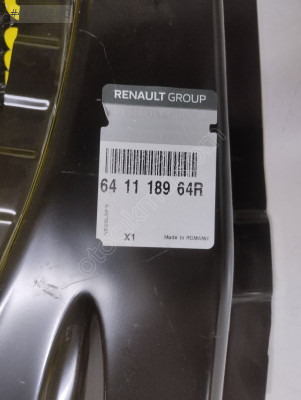 RENAULT GROUP
64 11 189 64R
X1
Made in ROMANIA